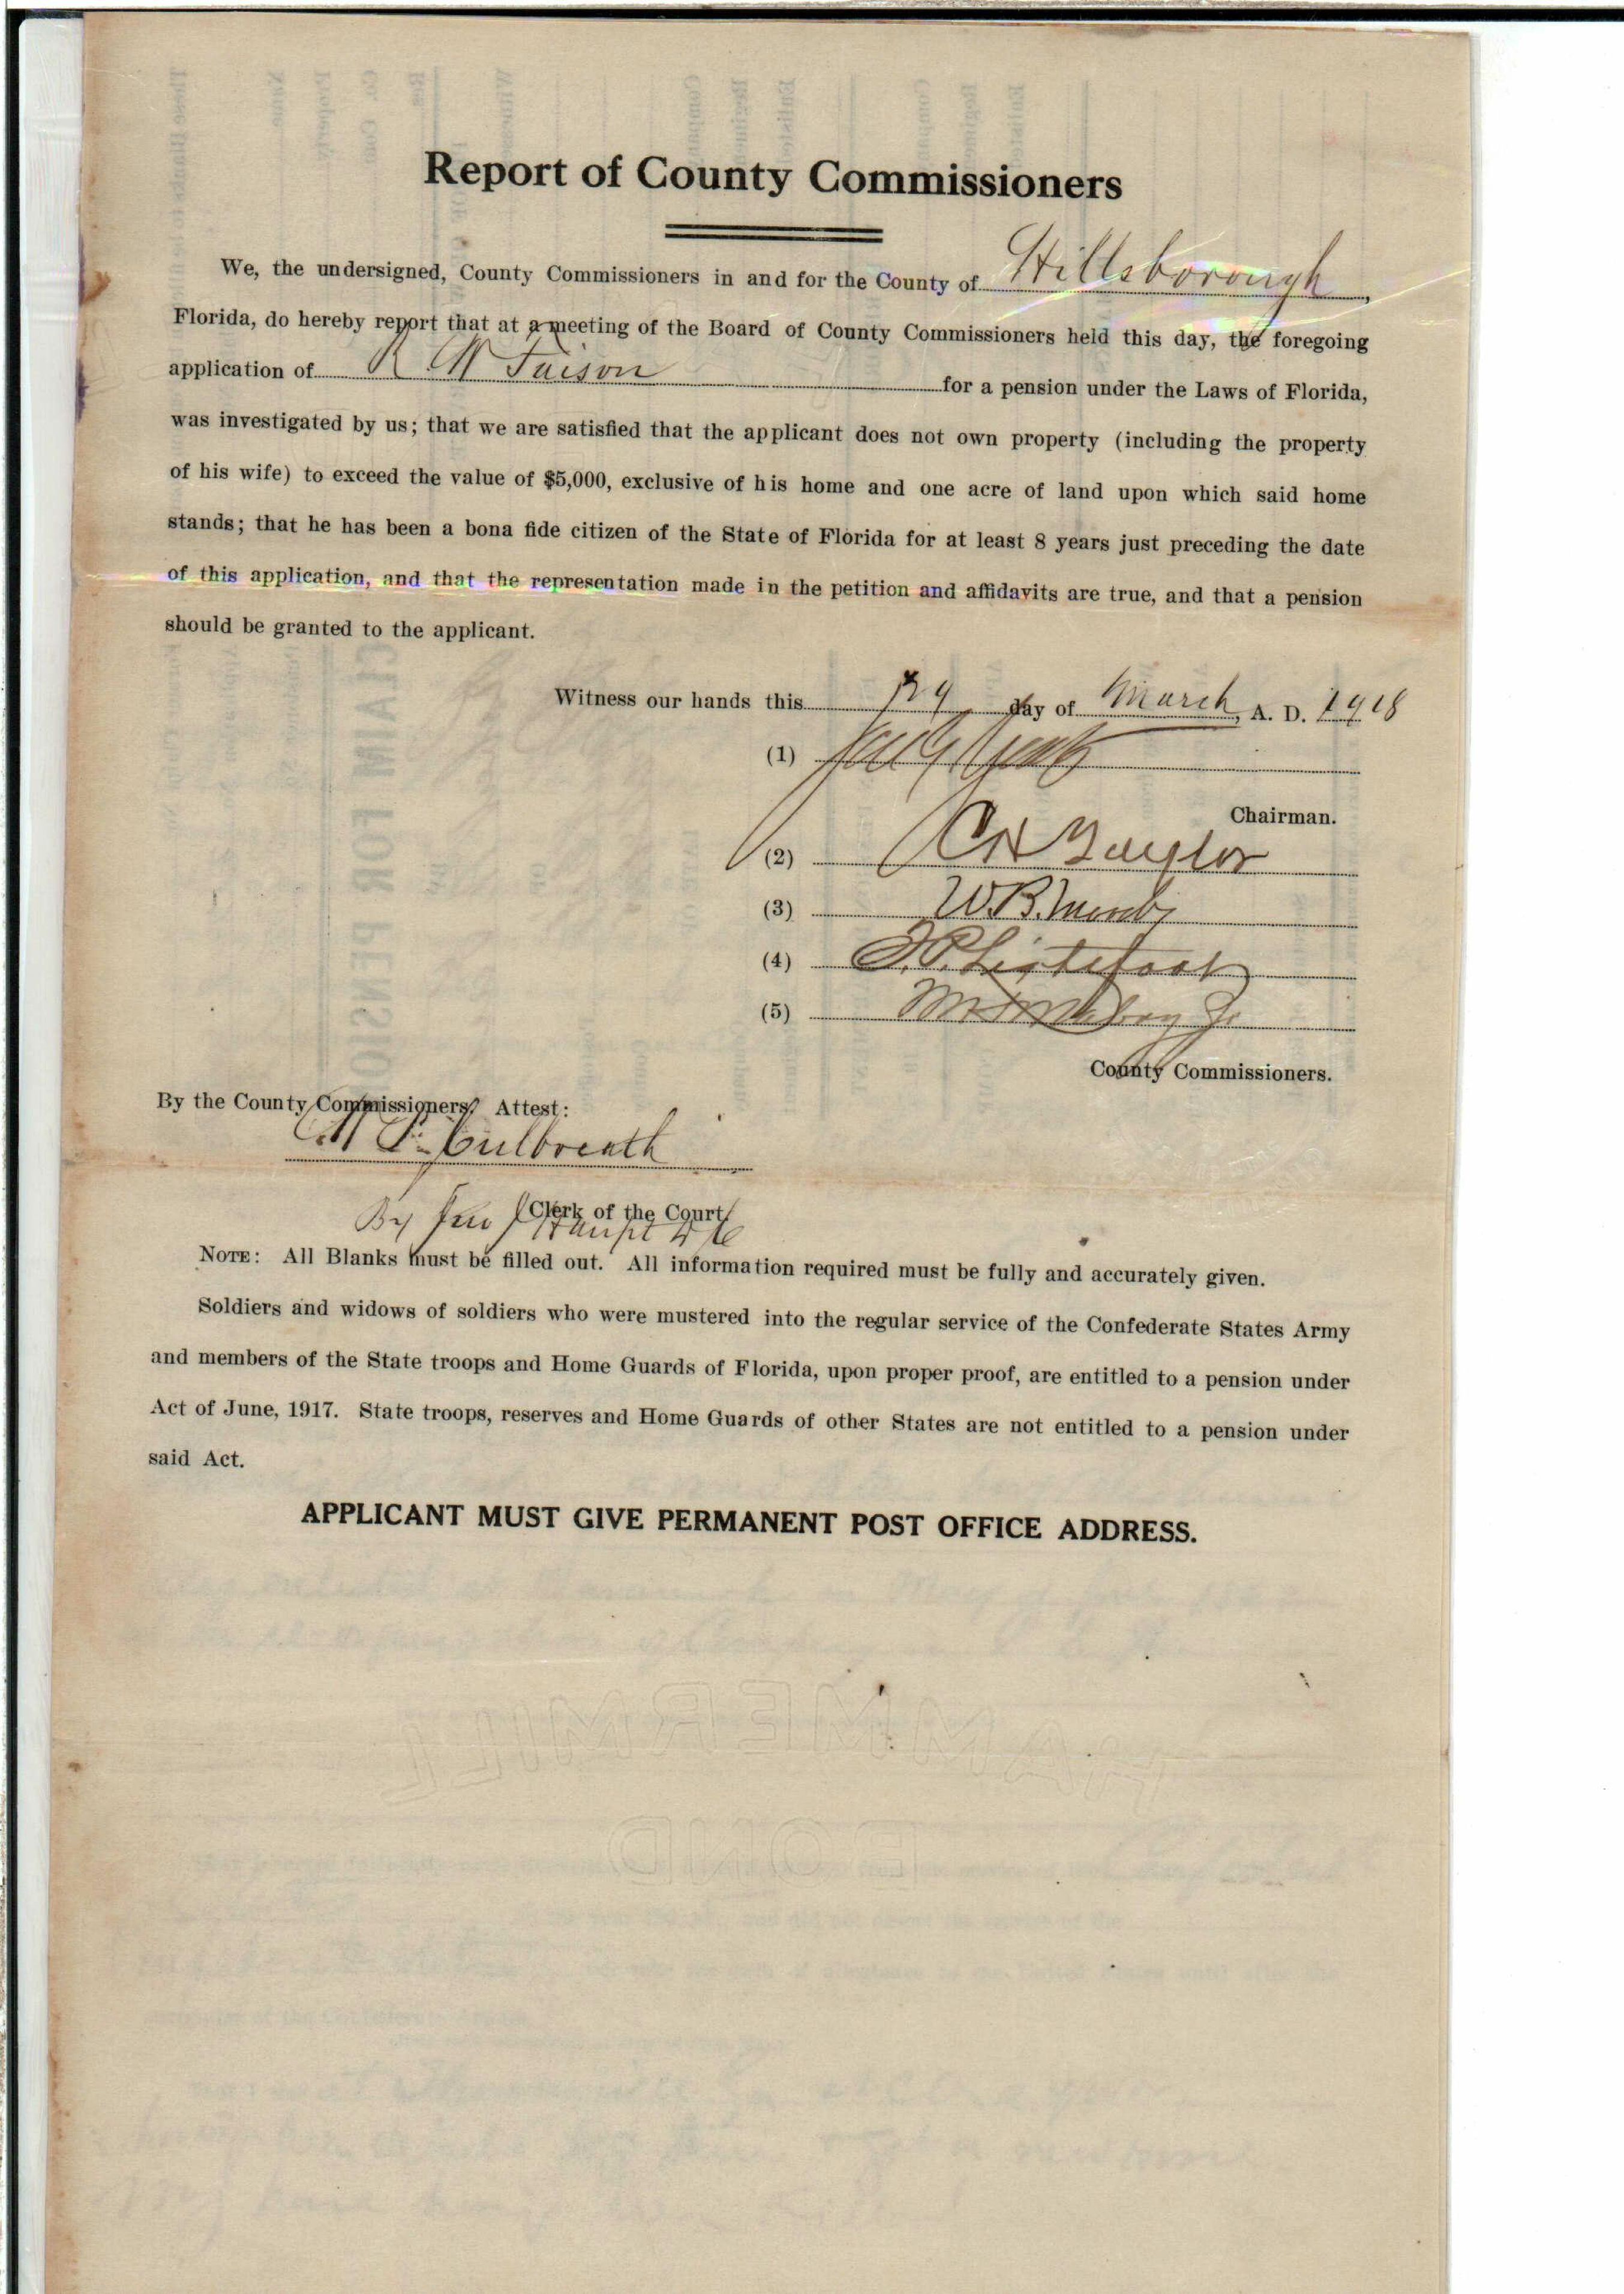 Report of County Commissioners
We, the undersigned, County Commissioners in and for the County of Hillsborough,
Florida, do hereby report that at a meeting of the Board of County Commissioners held this day, the foregoing
application of R W Faison for a pension under the Laws of Florida,
was investigated by us; that we are satisfied that the applicant does not own property (including the property
of his wife) to exceed the value of $5,000, exclusive of his home and one acre of land upon which said home
stands; that he has been a bona fide citizen of the State of Florida for at least 8 years just preceding the date
of this application, and that the representation made in the petition and affidavits are true, and that a pension
should be granted to the applicant.
Witness our hands this day of March, A. D. 1918
(1)
Chairman.
(2) Taylor
(3) W. B.
(4)
(5) Jr
County Commissioners.
By the County Commissioners. Attest:
Culbreath
Clerk of the Court
By
NOTE: All Blanks must be filled out. All information required must be fully and accurately given.
Soldiers and widows of soldiers who were mustered into the regular service of the Confederate States Army
and members of the State troops and Home Guards of Florida, upon proper proof, are entitled to a pension under
Act of June, 1917. State troops, reserves and Home Guards of other States are not entitled to a pension under
said Act.
APPLICANT MUST GIVE PERMANENT POST OFFICE ADDRESS.
HAMMERMILL
BOND